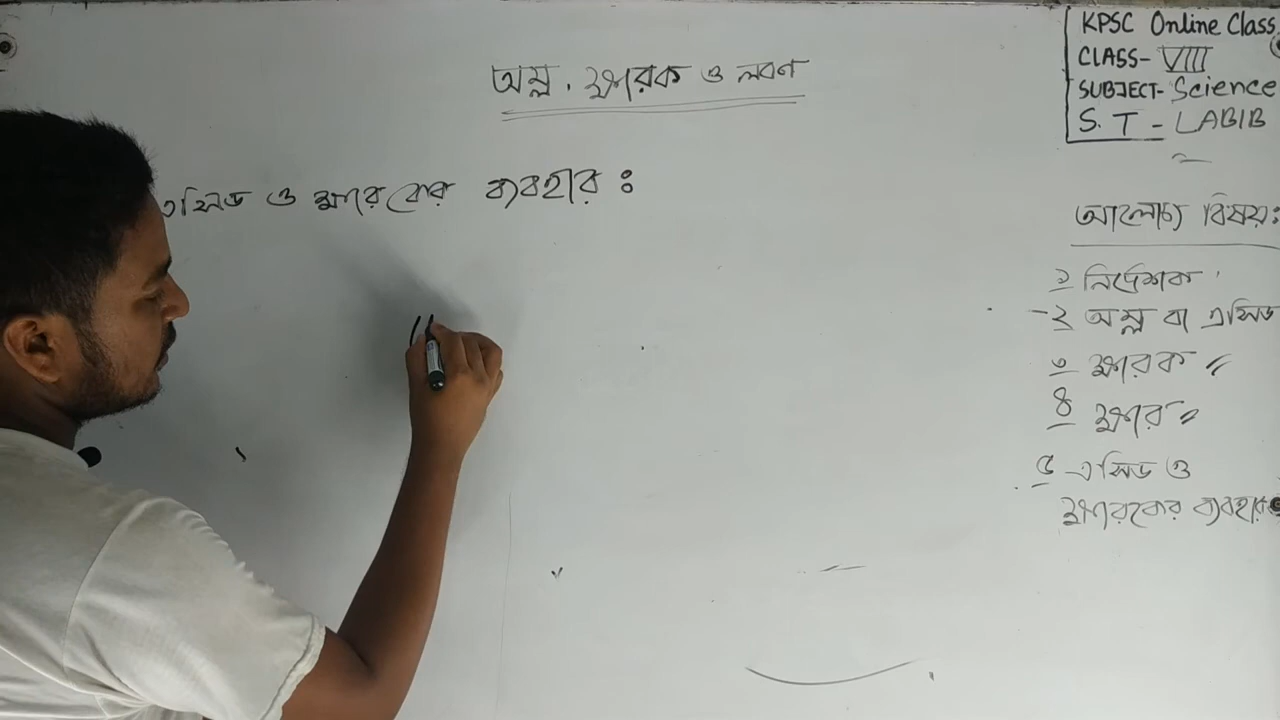 অম্ল, ক্ষারক ও লবণ
এসিড ও ক্ষারকের ব্যবহার ঃ
KPSC Online Class
CLASS- VIII
SUBJECT- Science
S.T - LABIB
আলোচ্য বিষয়ঃ
১ নির্দেশক
২ অম্ল বা এসিড
৩ ক্ষারক "
৪ ক্ষার "
৫ এসিড ও
ক্ষারকের ব্যবহার